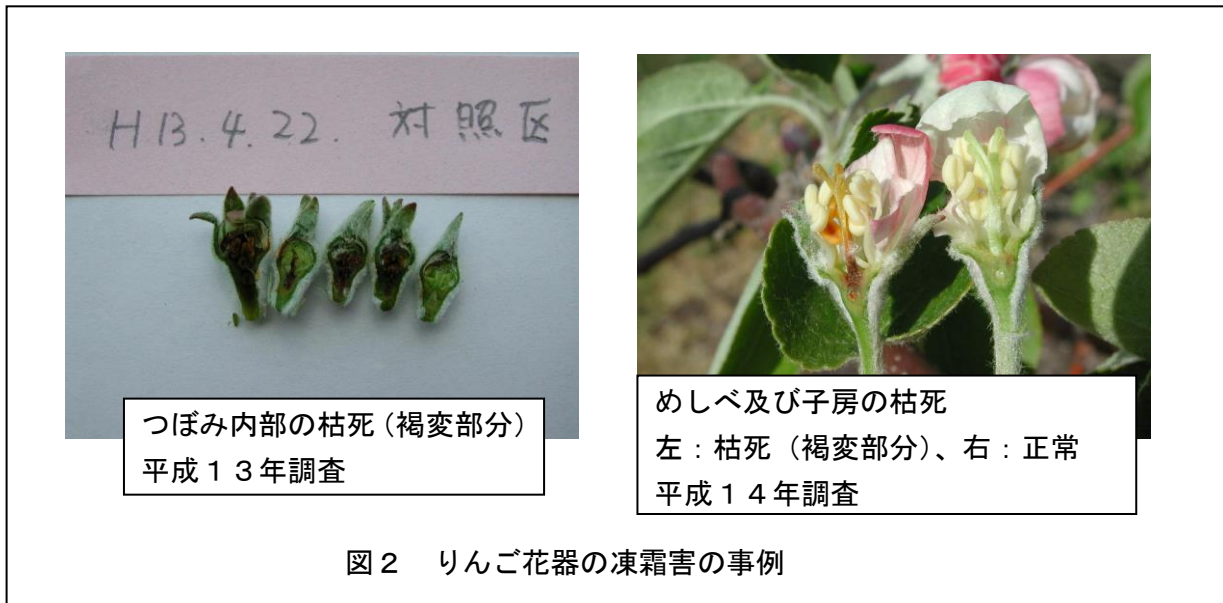 H13.4.22. 対照区
つぼみ内部の枯死（褐変部分）
平成１３年調査
めしべ及び子房の枯死
左：枯死（褐変部分）、右：正常
平成１４年調査
図２　りんご花器の凍霜害の事例